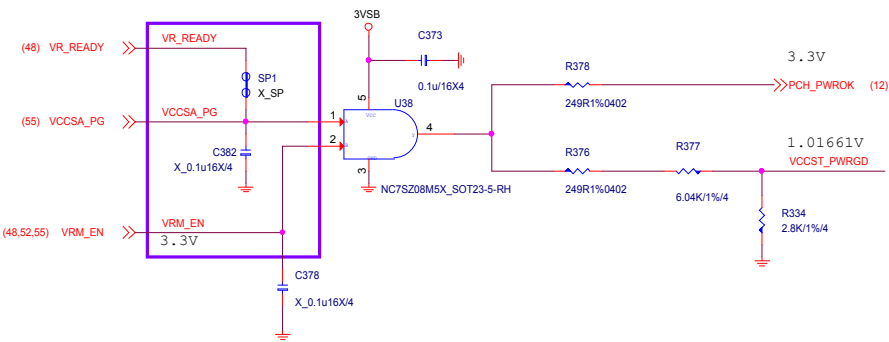 3VSB
(48) VR_READY
VR_READY
C373
0.1u/16X4
SP1
X_SP
R378
249R1%0402
3.3V
PCH_PWROK (12)
U38
5
VCC
(55) VCCSA_PG
VCCSA_PG
1
A
2
B
4
3
GND
C382
X_0.1u16X/4
NC7SZ08M5X_SOT23-5-RH
R376
249R1%0402
R377
6.04K/1%/4
1.01661V
VCCST_PWRGD
R334
2.8K/1%/4
(48,52,55) VRM_EN
VRM_EN
3.3V
C378
X_0.1u16X/4